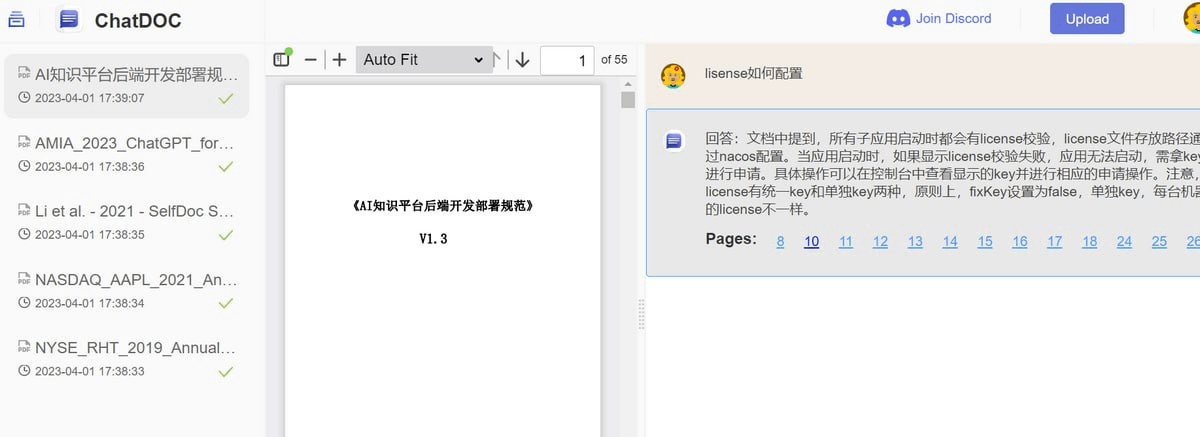 ChatDOC
Join Discord
Upload
AI知识平台后端开发部署规…
2023-04-01 17:39:07
AMIA_2023_ChatGPT_for…
2023-04-01 17:38:36
Li et al. - 2021 - SelfDoc S…
2023-04-01 17:38:35
NASDAQ_AAPL_2021_An…
2023-04-01 17:38:34
NYSE_RHT_2019_Annual…
2023-04-01 17:38:33
Auto Fit
1
of 55
《AI知识平台后端开发部署规范》
V1.3
lisense如何配置
回答：文档中提到，所有子应用启动时都会有license校验，license文件存放路径通
过nacos配置。当应用启动时，如果显示license校验失败，应用无法启动，需拿key
进行申请。具体操作可以在控制台中查看显示的key并进行相应的申请操作。注意，
license有统一key和单独key两种，原则上，fixKey设置为false，单独key，每台机器
的license不一样。
Pages: 8 10 11 12 13 14 15 16 17 18 24 25 26